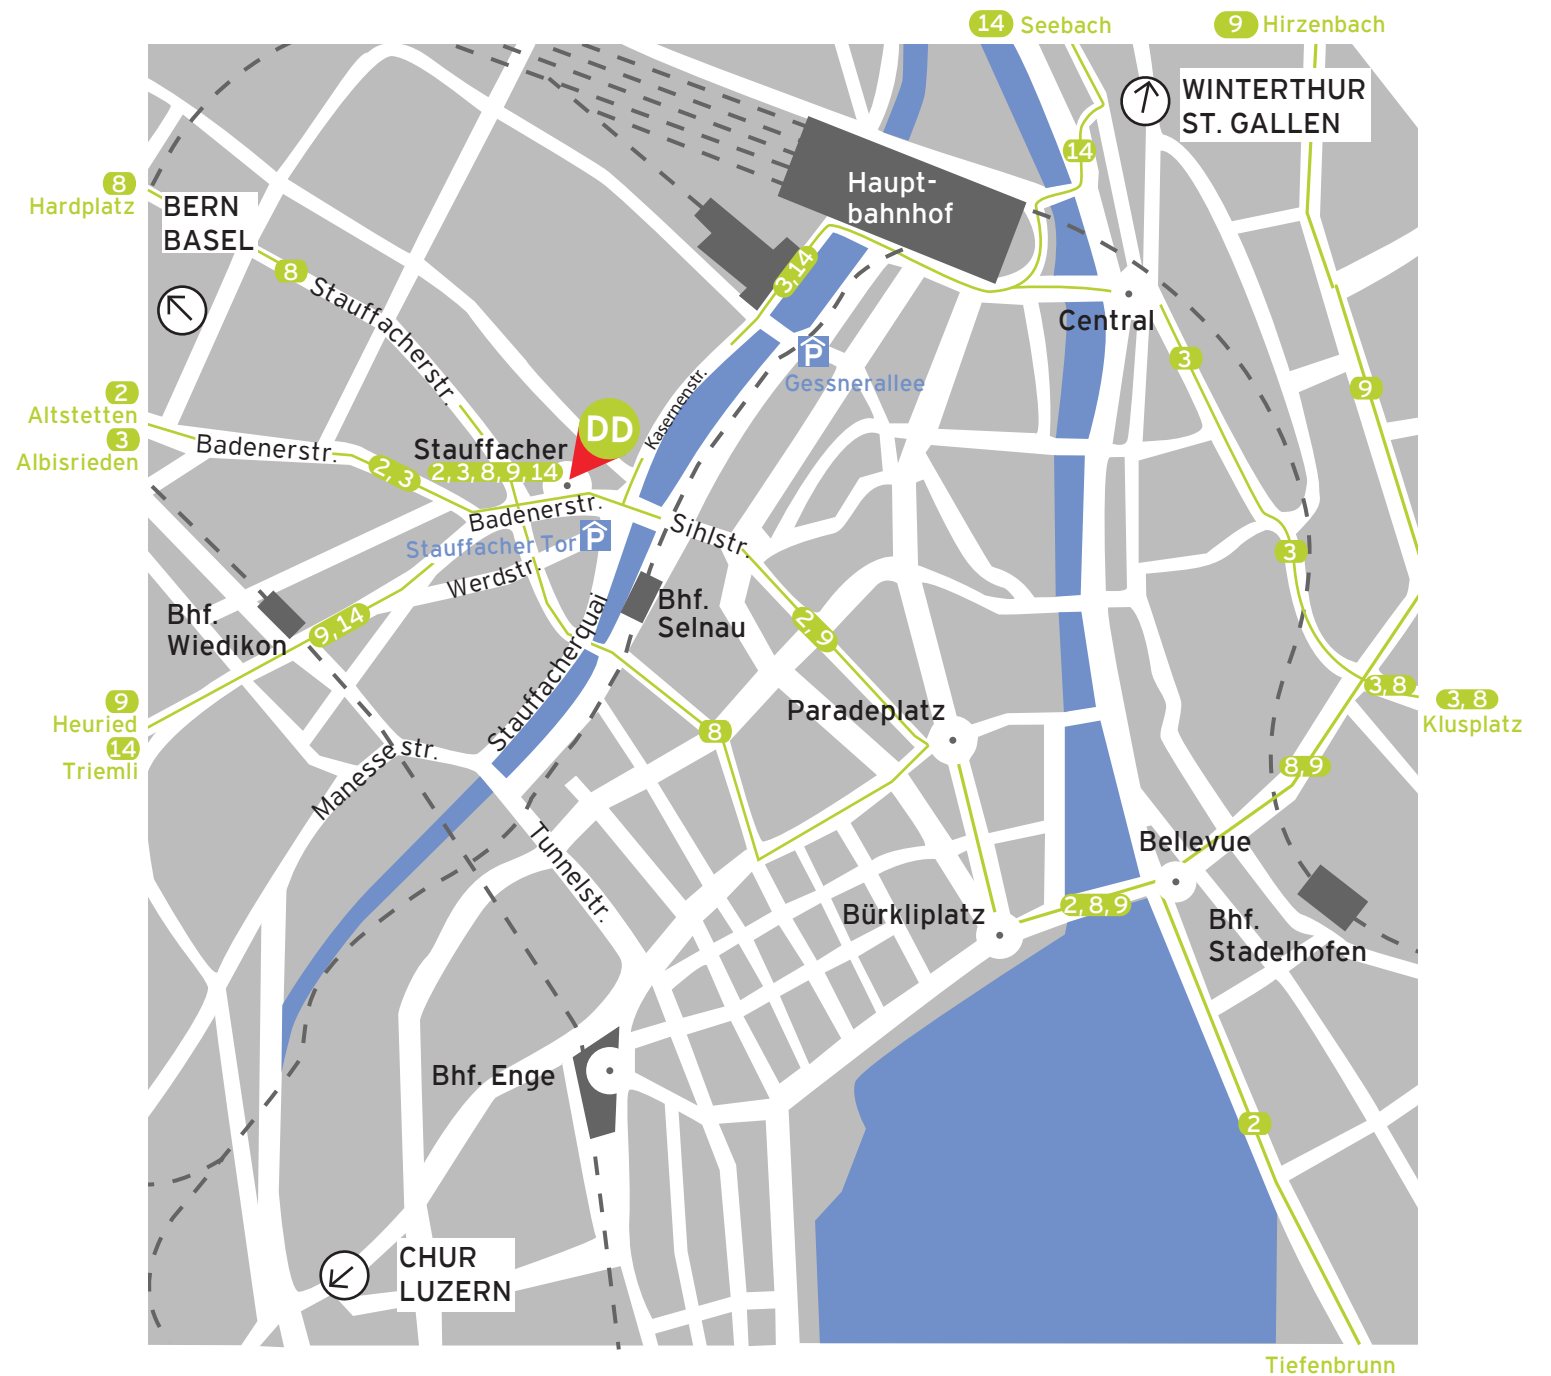 14 Seebach
9 Hirzenbach
WINTERTHUR
ST. GALLEN
14
8
Hardplatz
BERN
BASEL
Haupt-
bahnhof
8
Stauffacherstr.
3,14
Central
3
P
Gessnerallee
9
2
Altstetten
3
Albisrieden
Badenerstr.
2, 3
Stauffacher
2, 3, 8, 9, 14
DD
Kasernenstr.
Badenerstr.
Stauffacher Tor P
Sihlstr.
Werdstr.
3
Bhf.
Wiedikon
9, 14
Bhf.
Selnau
2, 9
Stauffacherquai
3,8
3, 8
Klusplatz
9
Heuried
14
Triemli
8
Paradeplatz
8,9
Manesse str.
Tunnelstr.
Bellevue
2, 8, 9
Bürkliplatz
Bhf.
Stadelhofen
Bhf. Enge
2
CHUR
LUZERN
Tiefenbrunn